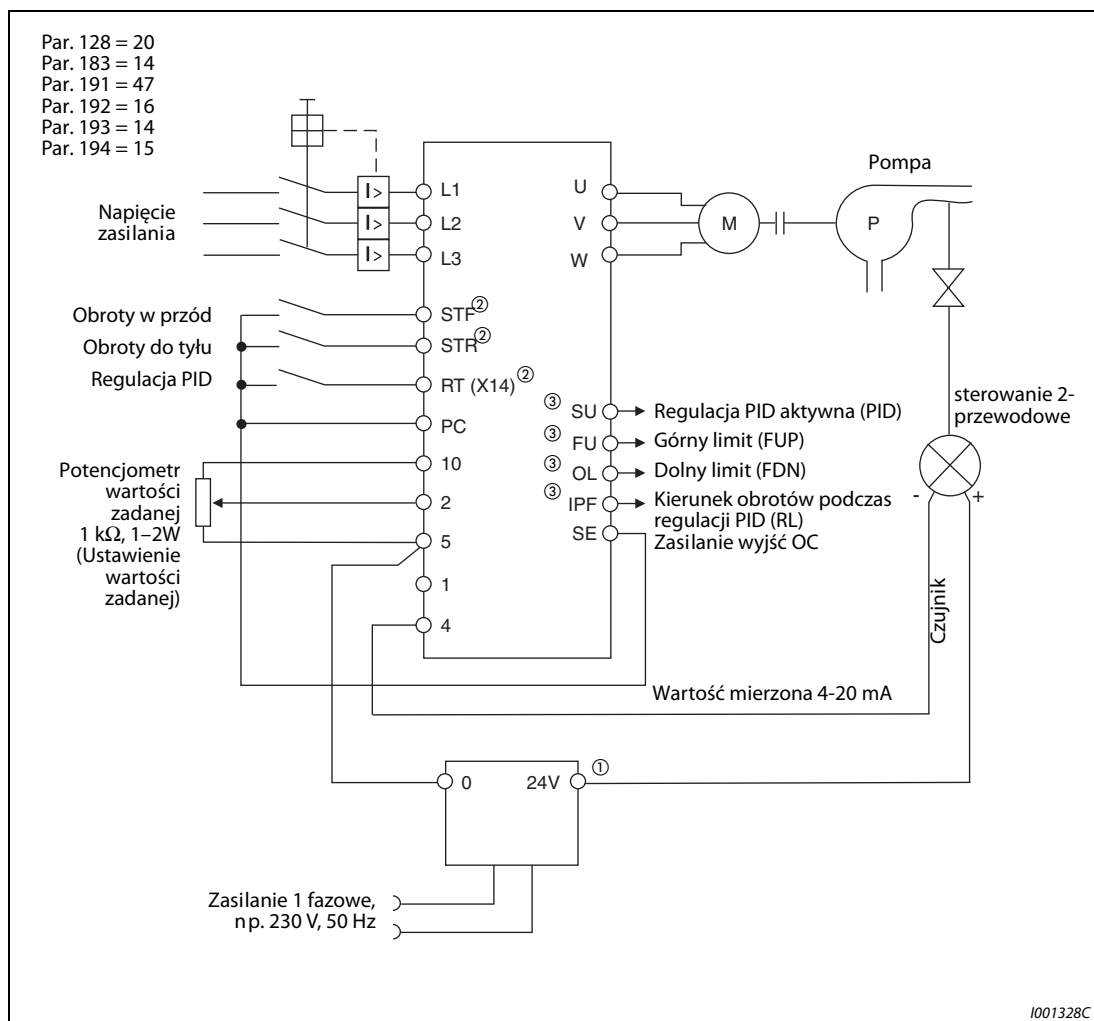 Par. 128 = 20
Par. 183 = 14
Par. 191 = 47
Par. 192 = 16
Par. 193 = 14
Par. 194 = 15
Napięcie
zasilania
I>
I>
I>
L1
L2
L3
U
V
W
M
Pompa
P
Obroty w przód
STF②
Obroty do tyłu
STR②
Regulacja PID
RT (X14)②
PC
Potencjometr
wartości
zadanej
1 kΩ, 1–2W
(Ustawienie
wartości
zadanej)
10
2
5
1
4
③ SU Regulacja PID aktywna (PID)
③ FU Górny limit (FUP)
③ OL Dolny limit (FDN)
③ IPF Kierunek obrotów podczas
regulacji PID (RL)
SE Zasilanie wyjść OC
sterowanie 2-
przewodowe
- +
Czujnik
Wartość mierzona 4-20 mA
0 24V ①
Zasilanie 1 fazowe,
np. 230 V, 50 Hz
I001328C